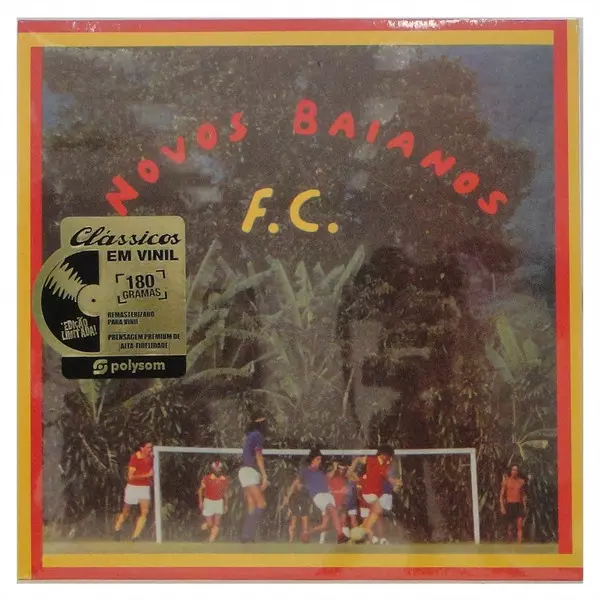 NOVOS BAIANOS
F.C.
Clássicos
EM VINIL
180
GRAMAS
EDIÇÃO
LIMITADA!
REMASTERIZADO
PARA VINIL
PRENSAGEM PREMIUM DE
ALTA-FIDELIDADE
polysom